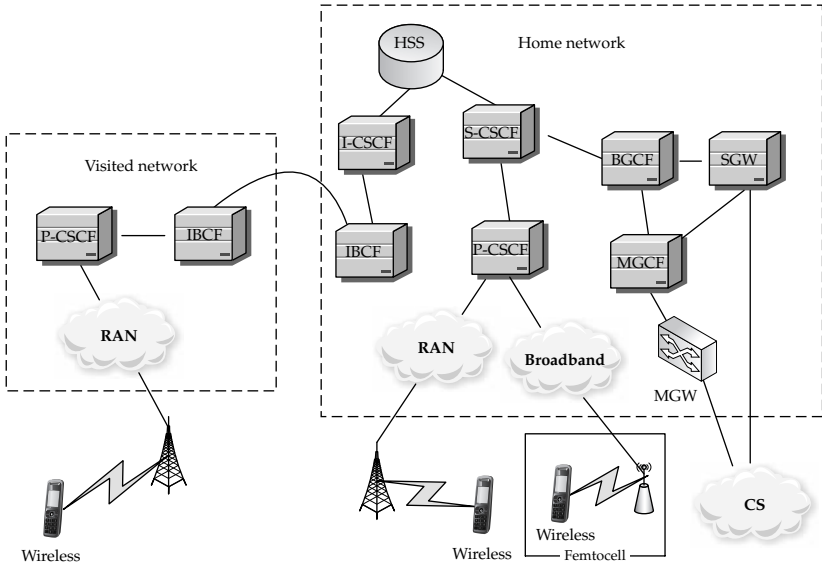 HSS
Home network
I-CSCF
S-CSCF
BGCF
SGW
Visited network
P-CSCF
IBCF
IBCF
P-CSCF
MGCF
RAN
RAN
Broadband
MGW
CS
Wireless
Wireless
Wireless
Femtocell